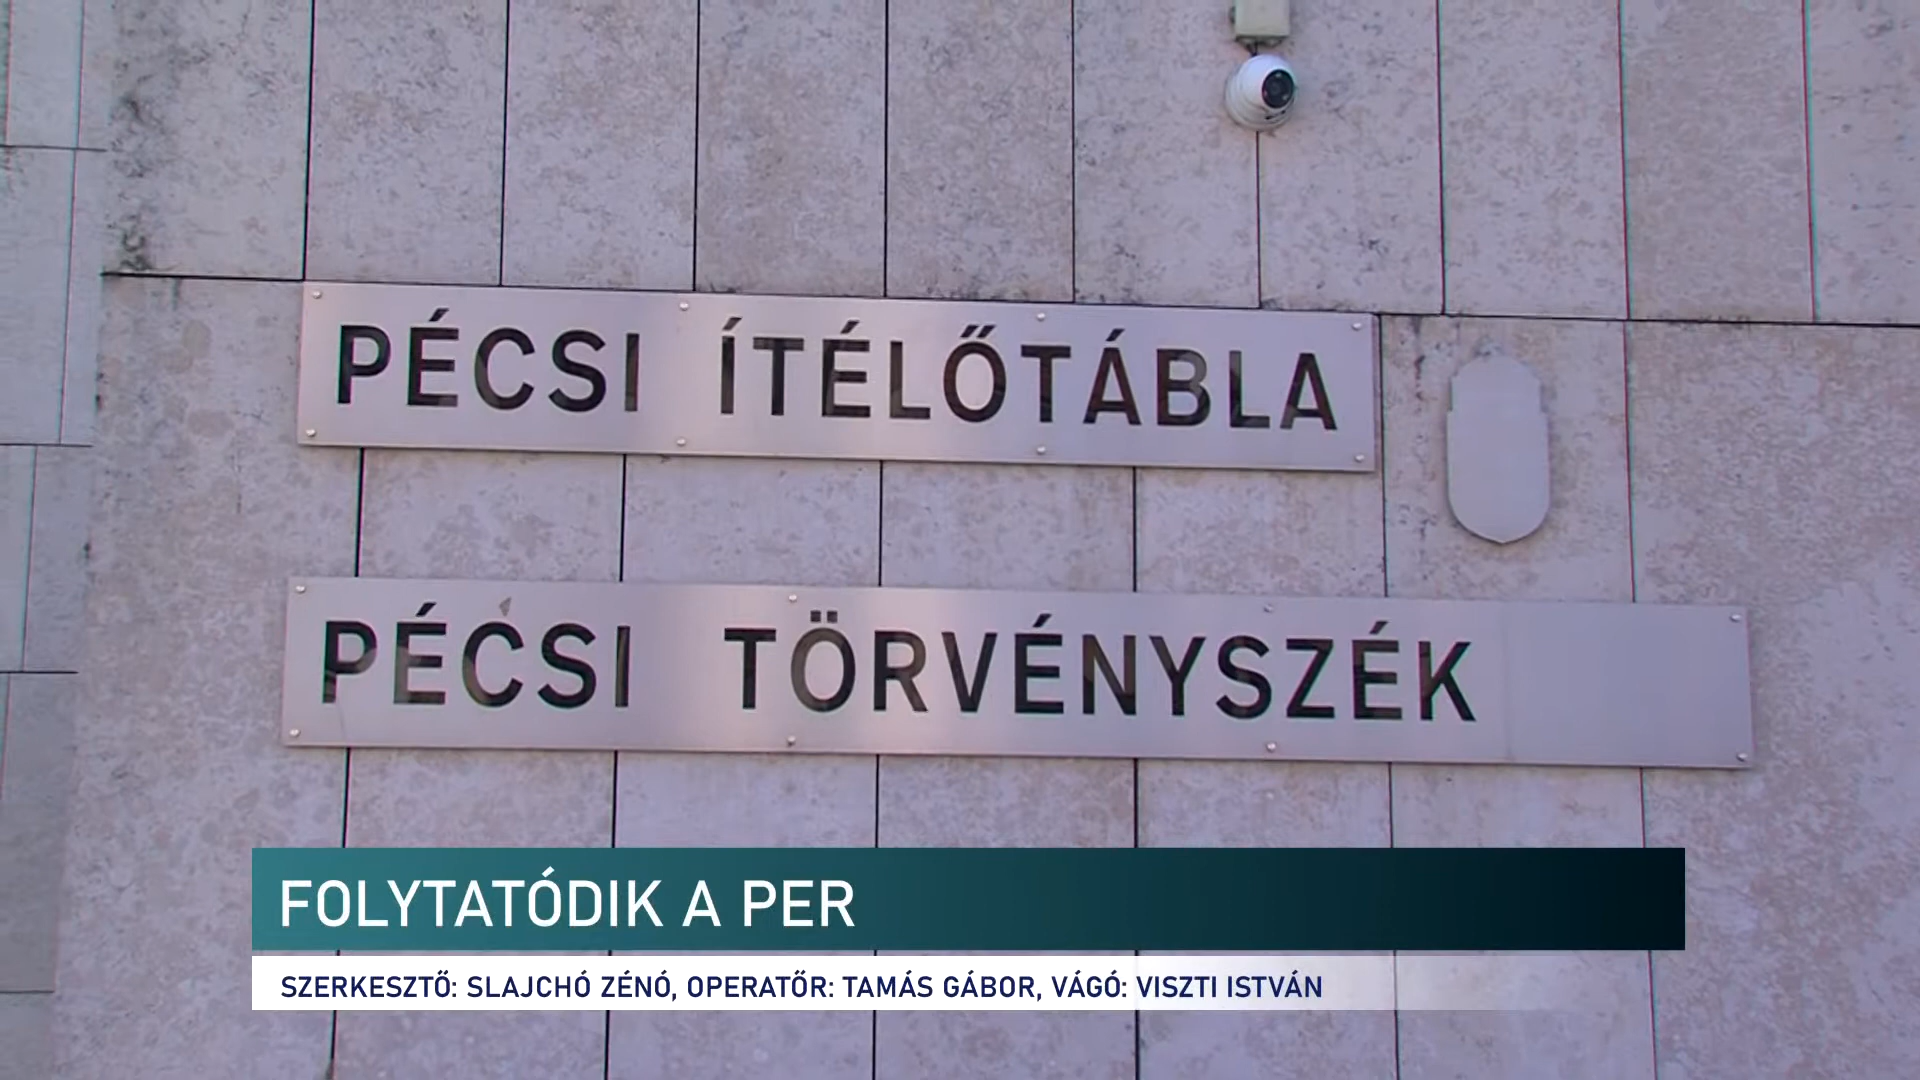 PÉCSI ÍTÉLŐTÁBLA
PÉCSI TÖRVÉNYSZÉK
FOLYTATÓDIK A PER
SZERKESZTŐ: SLAJCHÓ ZÉNÓ, OPERATŐR: TAMÁS GÁBOR, VÁGÓ: VISZTI ISTVÁN